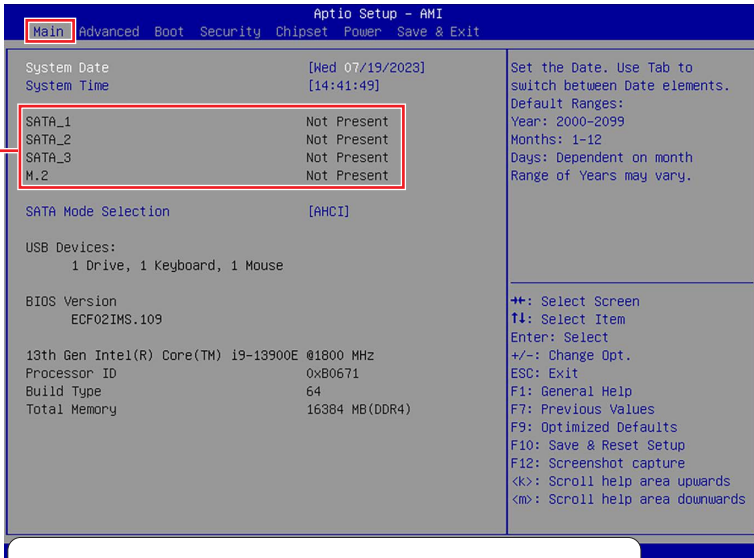 Aptio Setup – AMI
Main Advanced Boot Security Chipset Power Save & Exit
System Date [Wed 07/19/2023]
System Time [14:41:49]
SATA_1 Not Present
SATA_2 Not Present
SATA_3 Not Present
M.2 Not Present
SATA Mode Selection [AHCI]
USB Devices:
1 Drive, 1 Keyboard, 1 Mouse
BIOS Version
ECF02IMS.109
13th Gen Intel(R) Core(TM) i9-13900E @1800 MHz
Processor ID 0XB0671
Build Type 64
Total Memory 16384 MB(DDR4)
Set the Date. Use Tab to
switch between Date elements.
Default Ranges:
Year: 2000-2099
Months: 1-12
Days: Dependent on month
Range of Years may vary.
→←: Select Screen
↑↓: Select Item
Enter: Select
+/-: Change Opt.
ESC: Exit
F1: General Help
F7: Previous Values
F9: Optimized Defaults
F10: Save & Reset Setup
F12: Screenshot capture
<k>: Scroll help area upwards
<m>: Scroll help area downwards